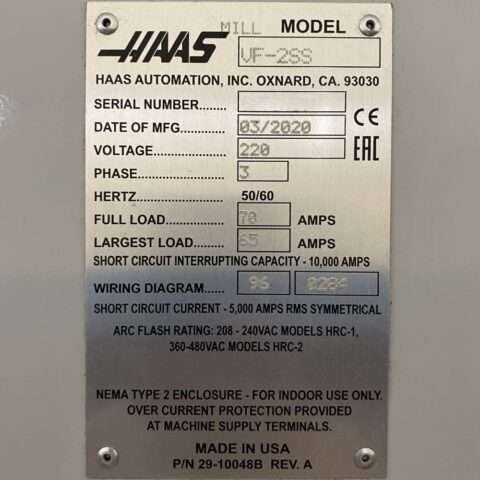 HAAS MILL MODEL
VF-2SS
HAAS AUTOMATION, INC. OXNARD, CA. 93030
SERIAL NUMBER........
DATE OF MFG........... 03/2020 CE
VOLTAGE.................. 220 EAC
PHASE...................... 3
HERTZ 50/60
FULL LOAD............... 70 AMPS
LARGEST LOAD........ 65 AMPS
SHORT CIRCUIT INTERRUPTING CAPACITY - 10,000 AMPS
WIRING DIAGRAM...... 96 0284
SHORT CIRCUIT CURRENT - 5,000 AMPS RMS SYMMETRICAL
ARC FLASH RATING: 208 - 240VAC MODELS HRC-1,
360-480VAC MODELS HRC-2
NEMA TYPE 2 ENCLOSURE - FOR INDOOR USE ONLY.
OVER CURRENT PROTECTION PROVIDED
AT MACHINE SUPPLY TERMINALS.
MADE IN USA
P/N 29-10048B REV. A